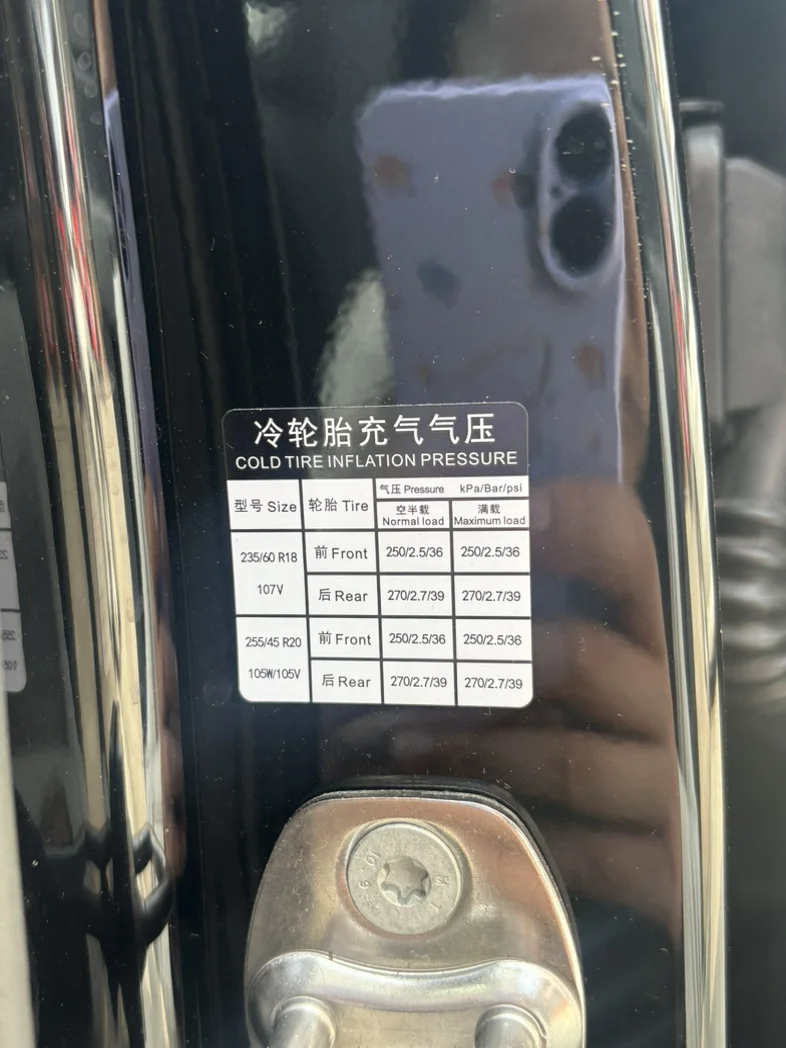 冷轮胎充气气压
COLD TIRE INFLATION PRESSURE
型号 Size 轮胎 Tire 气压 Pressure kPa/Bar/psi
空半载 满载
Normal load Maximum load
235/60 R18 前 Front 250/2.5/36 250/2.5/36
107V 后 Rear 270/2.7/39 270/2.7/39
255/45 R20 前 Front 250/2.5/36 250/2.5/36
105W/105V 后 Rear 270/2.7/39 270/2.7/39
10.9